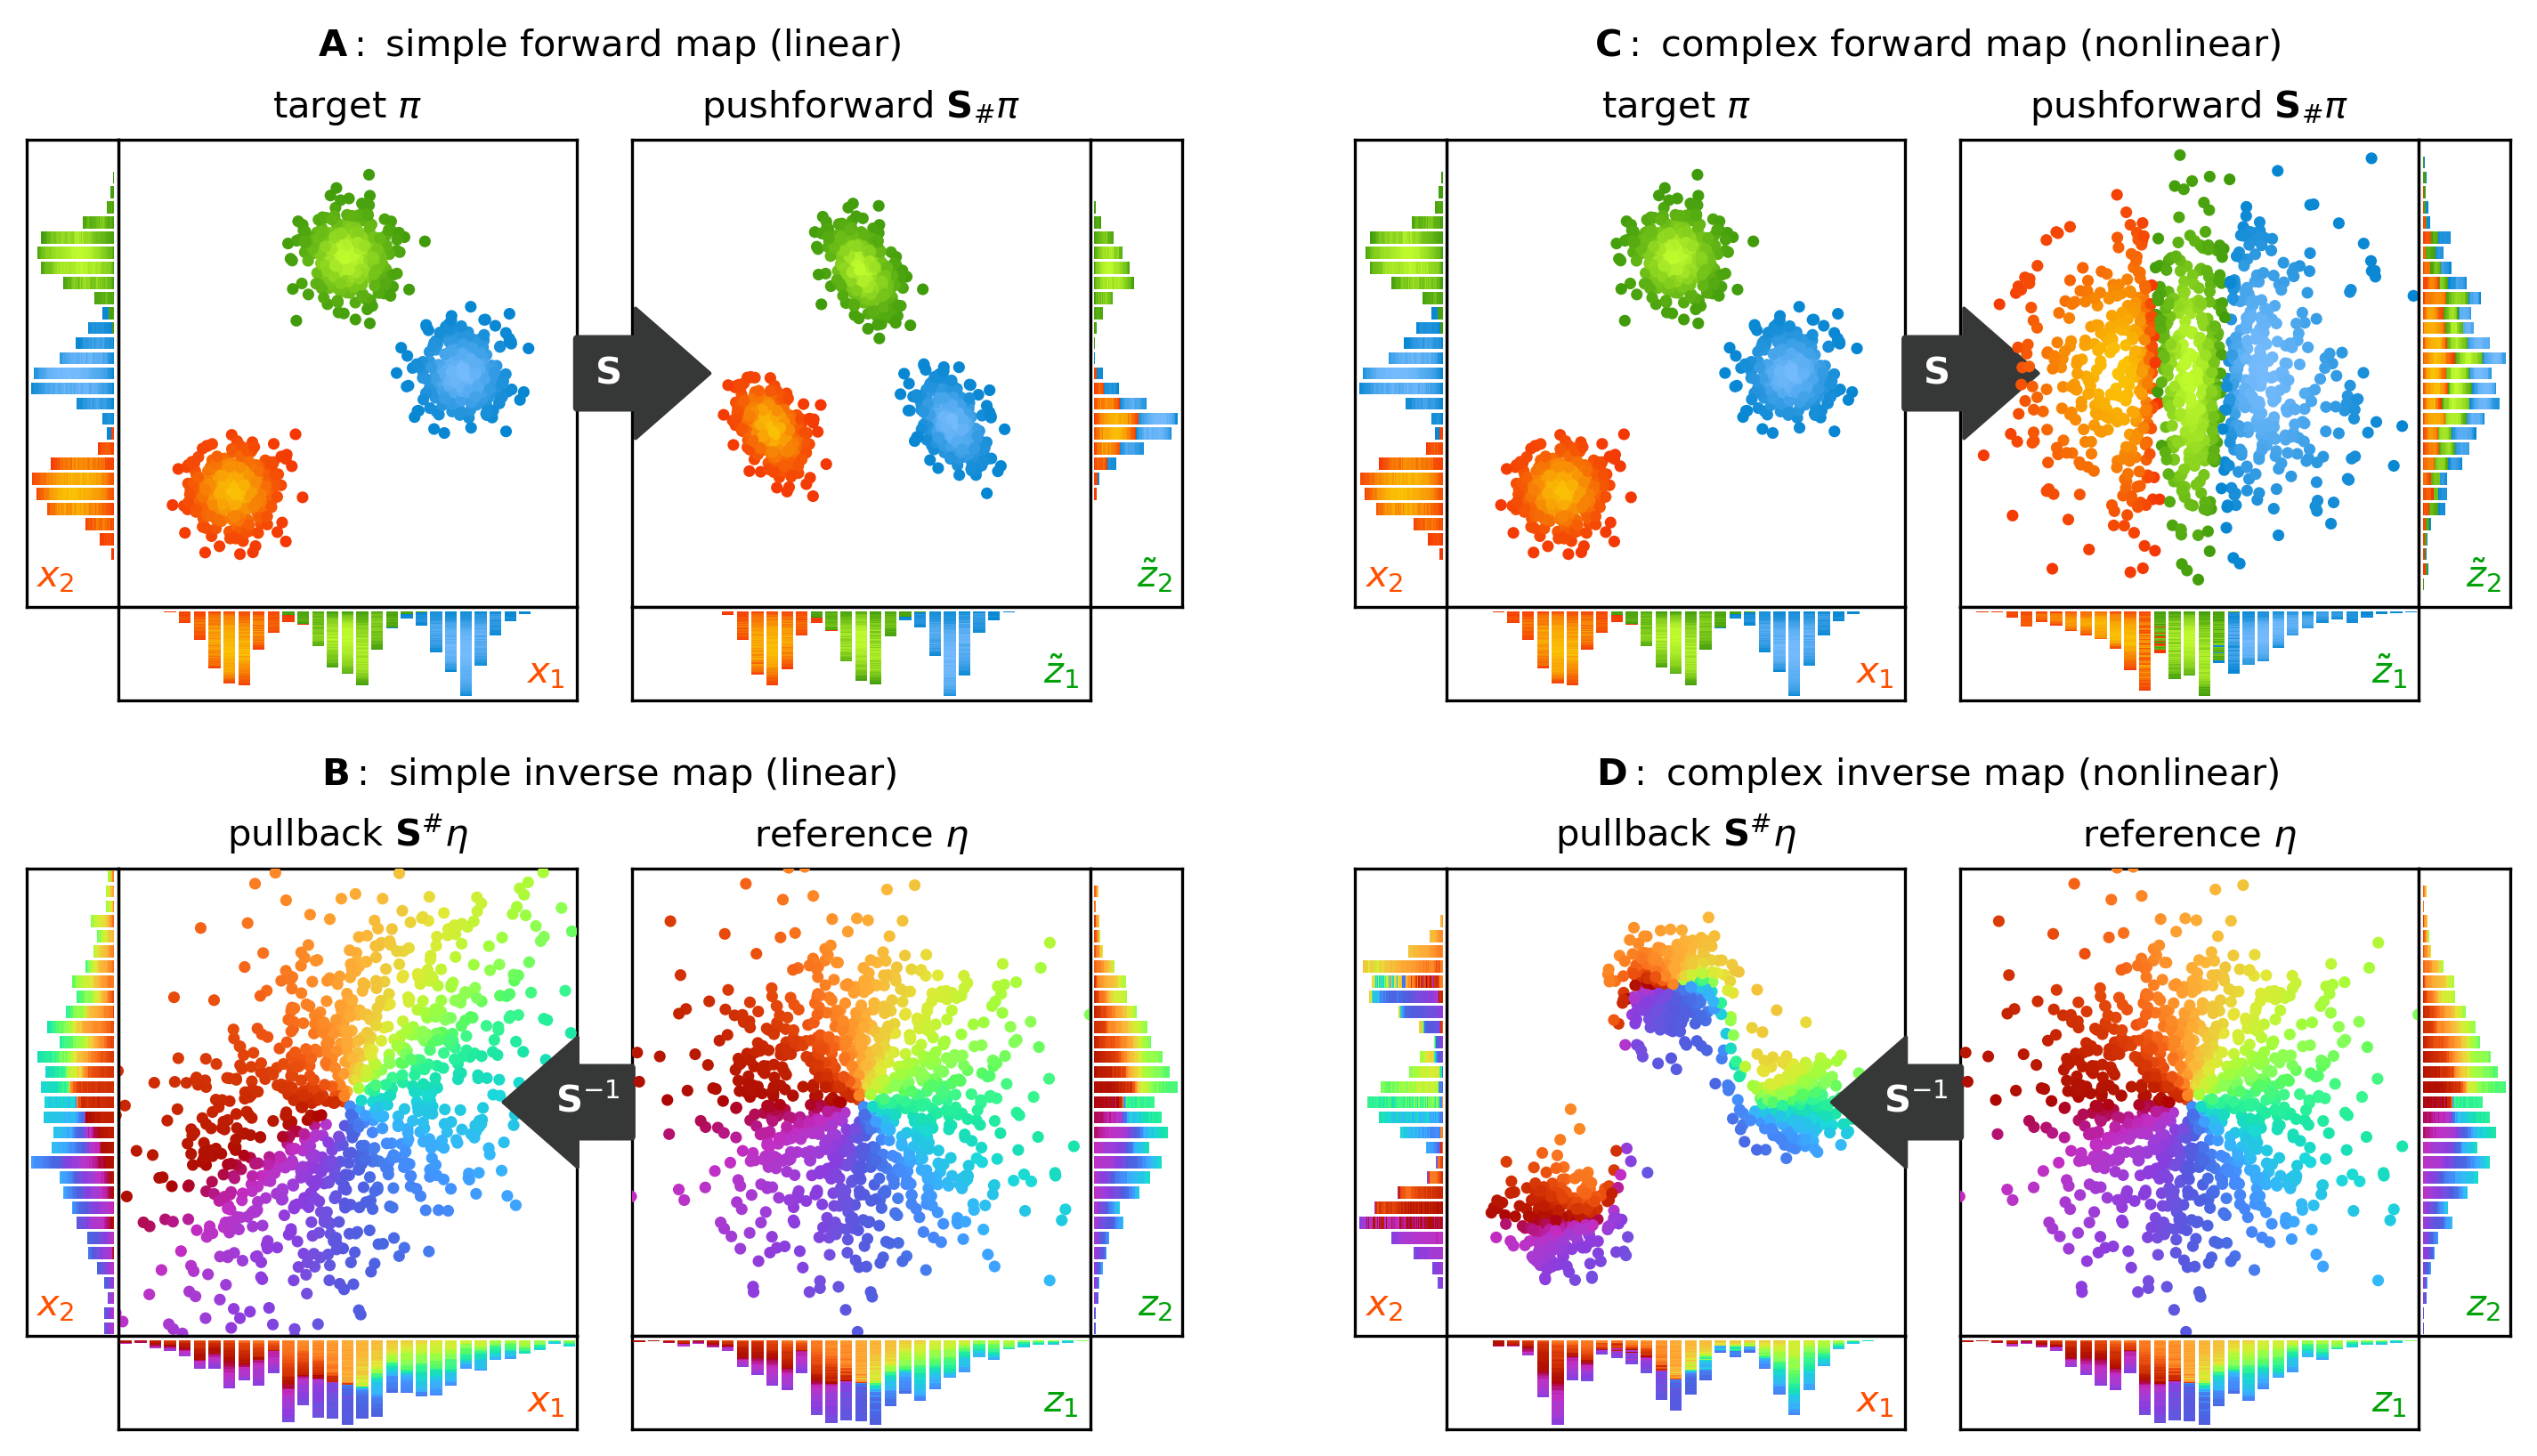 A: simple forward map (linear)
target π
pushforward S#π
S
x₂
x₁
z̃₂
z̃₁
C: complex forward map (nonlinear)
target π
pushforward S#π
S
x₂
x₁
z̃₂
z̃₁
B: simple inverse map (linear)
pullback S^#η
reference η
S⁻¹
x₂
x₁
z₂
z₁
D: complex inverse map (nonlinear)
pullback S^#η
reference η
S⁻¹
x₂
x₁
z₂
z₁